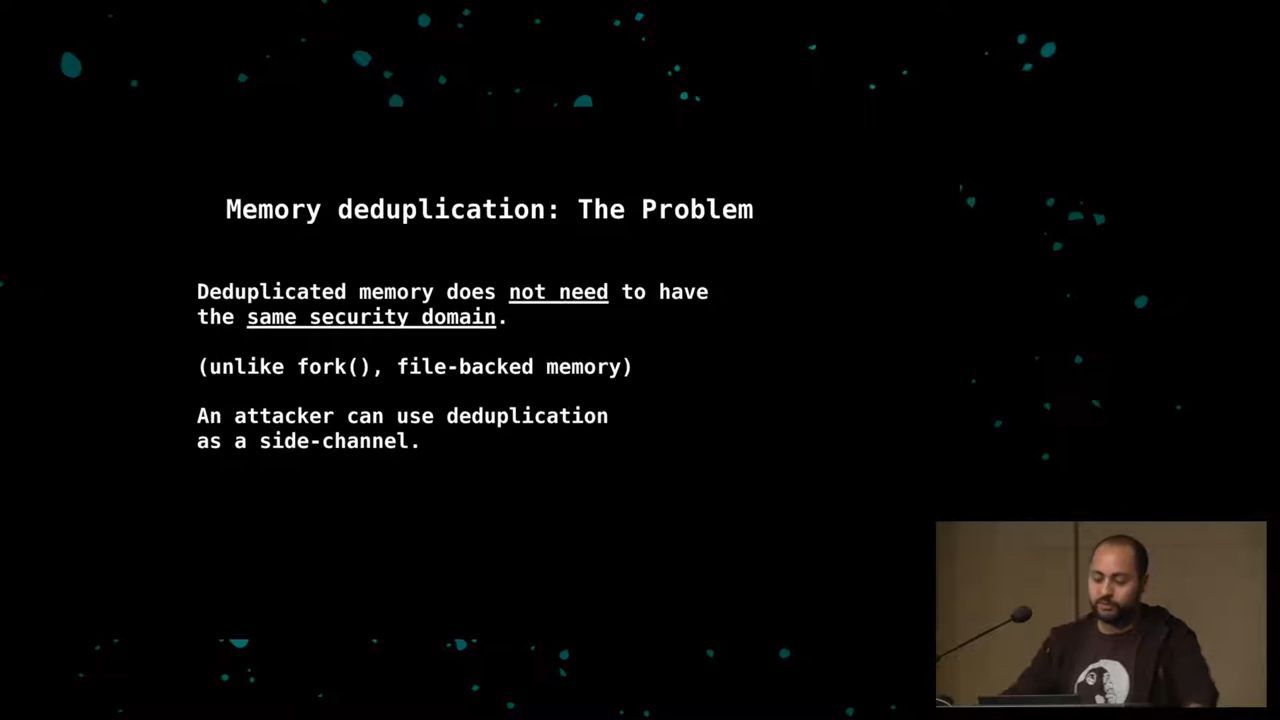 Memory deduplication: The Problem
Deduplicated memory does not need to have
the same security domain.
(unlike fork(), file-backed memory)
An attacker can use deduplication
as a side-channel.